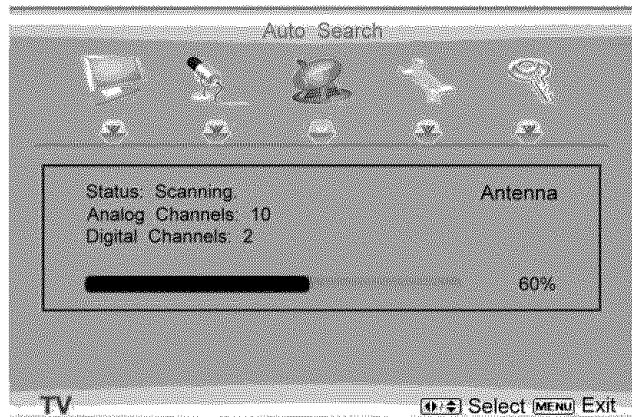 Auto Search
Status: Scanning
Antenna
Analog Channels: 10
Digital Channels: 2
60%
TV
Select MENU Exit